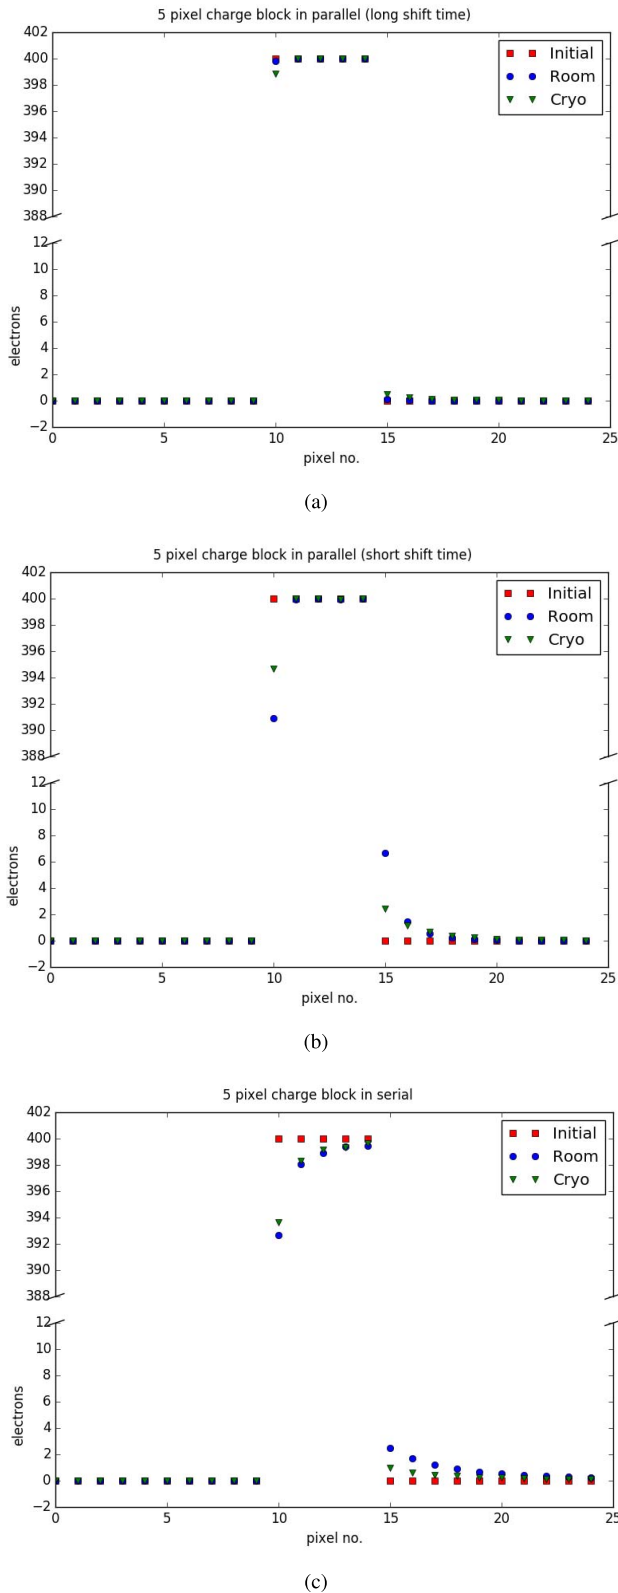 5 pixel charge block in parallel (long shift time)
402
400
398
396
394
392
390
388
12
10
8
6
4
2
0
−2
electrons
Initial
Room
Cryo
0 5 10 15 20 25
pixel no.
(a)
5 pixel charge block in parallel (short shift time)
402
400
398
396
394
392
390
388
12
10
8
6
4
2
0
−2
electrons
Initial
Room
Cryo
0 5 10 15 20 25
pixel no.
(b)
5 pixel charge block in serial
402
400
398
396
394
392
390
388
12
10
8
6
4
2
0
−2
electrons
Initial
Room
Cryo
0 5 10 15 20 25
pixel no.
(c)